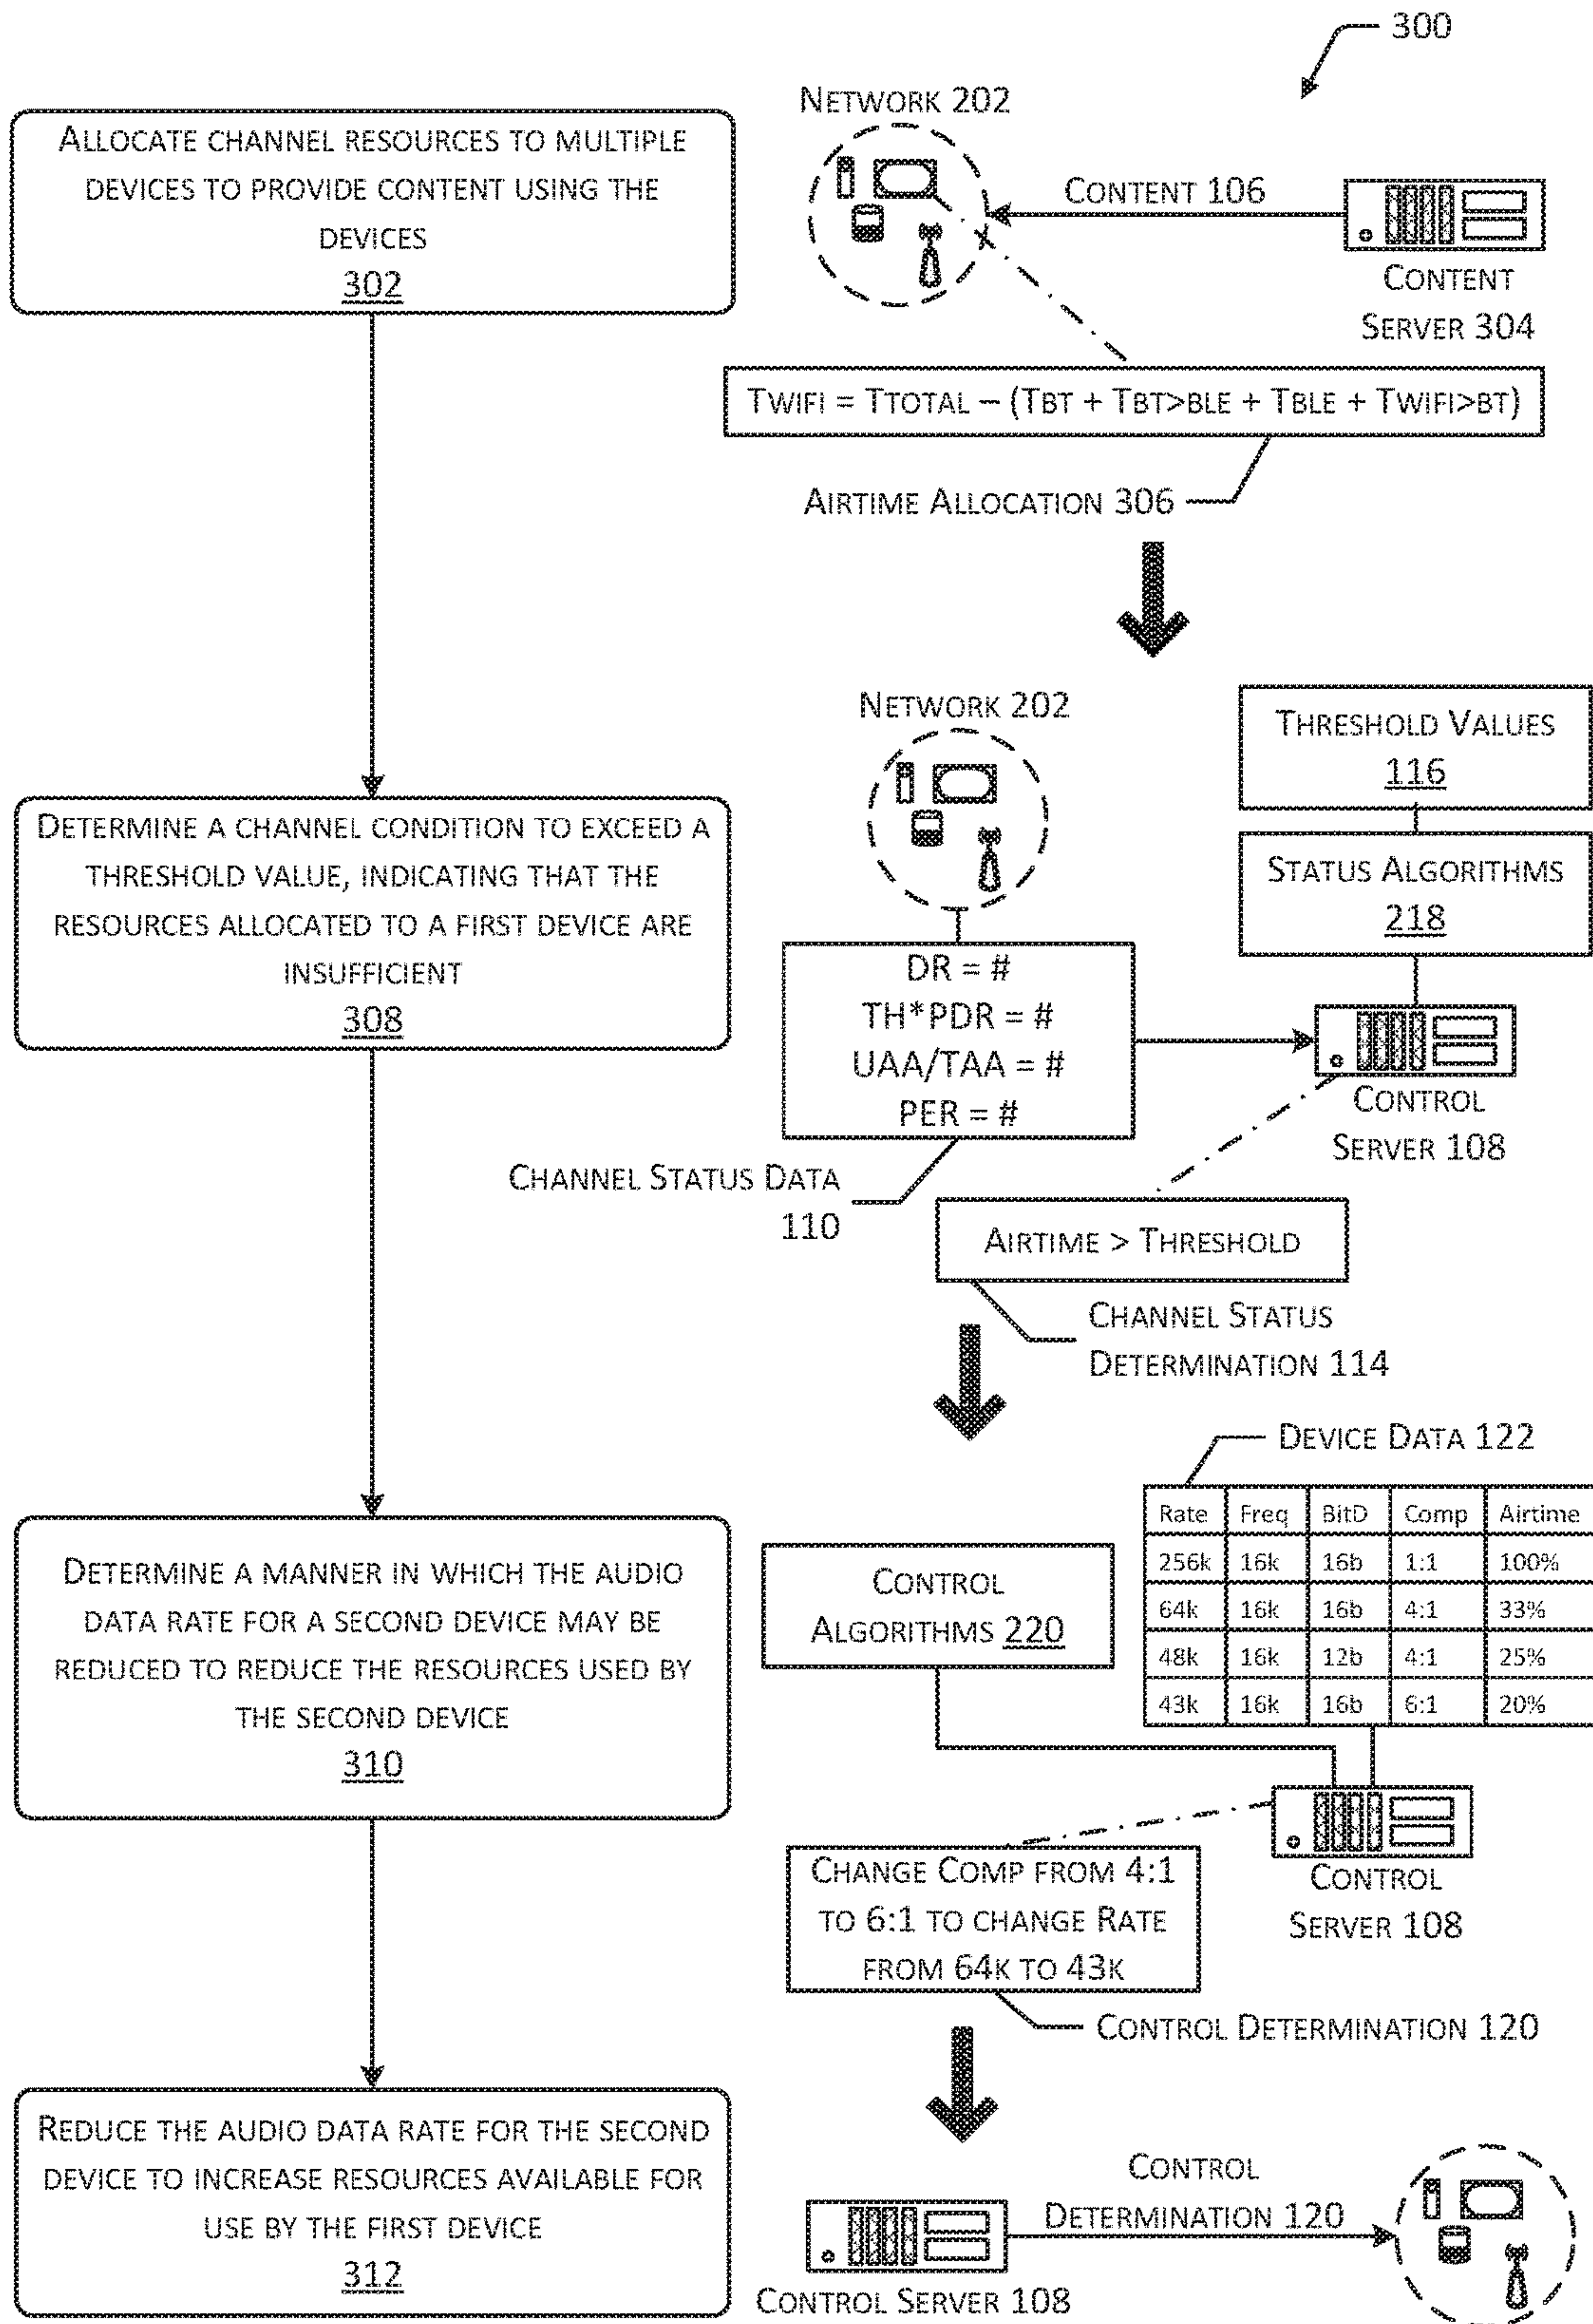 300
NETWORK 202
ALLOCATE CHANNEL RESOURCES TO MULTIPLE
DEVICES TO PROVIDE CONTENT USING THE
DEVICES
302
CONTENT 106
CONTENT
SERVER 304
TWIFI = TTOTAL – (TBT + TBT>BLE + TBLE + TWIFI>BT)
AIRTIME ALLOCATION 306
NETWORK 202
THRESHOLD VALUES
116
STATUS ALGORITHMS
218
DETERMINE A CHANNEL CONDITION TO EXCEED A
THRESHOLD VALUE, INDICATING THAT THE
RESOURCES ALLOCATED TO A FIRST DEVICE ARE
INSUFFICIENT
308
DR = #
TH*PDR = #
UAA/TAA = #
PER = #
CONTROL
SERVER 108
CHANNEL STATUS DATA
110
AIRTIME > THRESHOLD
CHANNEL STATUS
DETERMINATION 114
DEVICE DATA 122
Rate Freq BitD Comp Airtime
256k 16k 16b 1:1 100%
64k 16k 16b 4:1 33%
48k 16k 12b 4:1 25%
43k 16k 16b 6:1 20%
DETERMINE A MANNER IN WHICH THE AUDIO
DATA RATE FOR A SECOND DEVICE MAY BE
REDUCED TO REDUCE THE RESOURCES USED BY
THE SECOND DEVICE
310
CONTROL
ALGORITHMS 220
CHANGE COMP FROM 4:1
TO 6:1 TO CHANGE RATE
FROM 64K TO 43K
CONTROL
SERVER 108
CONTROL DETERMINATION 120
REDUCE THE AUDIO DATA RATE FOR THE SECOND
DEVICE TO INCREASE RESOURCES AVAILABLE FOR
USE BY THE FIRST DEVICE
312
CONTROL
DETERMINATION 120
CONTROL SERVER 108